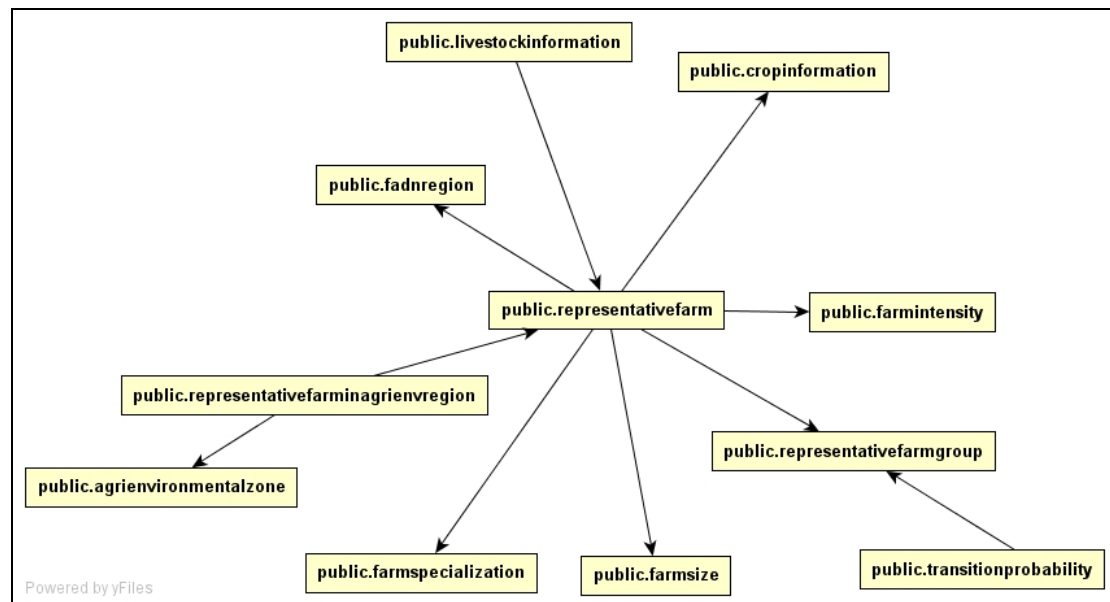 public.livestockinformation
public.cropinformation
public.fadnregion
public.representativefarm
public.farmintensity
public.representativefarminagrienvregion
public.representativefarmgroup
public.agrienvironmentalzone
public.farmspecialization
public.farmsize
public.transitionprobability
Powered by yFiles